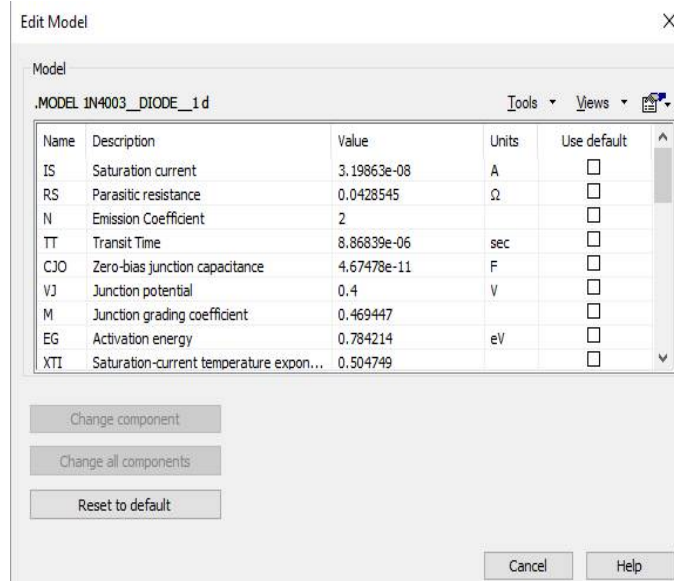 Edit Model
Model
.MODEL 1N4003__DIODE__1 d
Tools Views
Name Description Value Units Use default
IS Saturation current 3.19863e-08 A
RS Parasitic resistance 0.0428545 Ω
N Emission Coefficient 2
TT Transit Time 8.86839e-06 sec
CJO Zero-bias junction capacitance 4.67478e-11 F
VJ Junction potential 0.4 V
M Junction grading coefficient 0.469447
EG Activation energy 0.784214 eV
XTI Saturation-current temperature expon... 0.504749
Change component
Change all components
Reset to default
Cancel Help